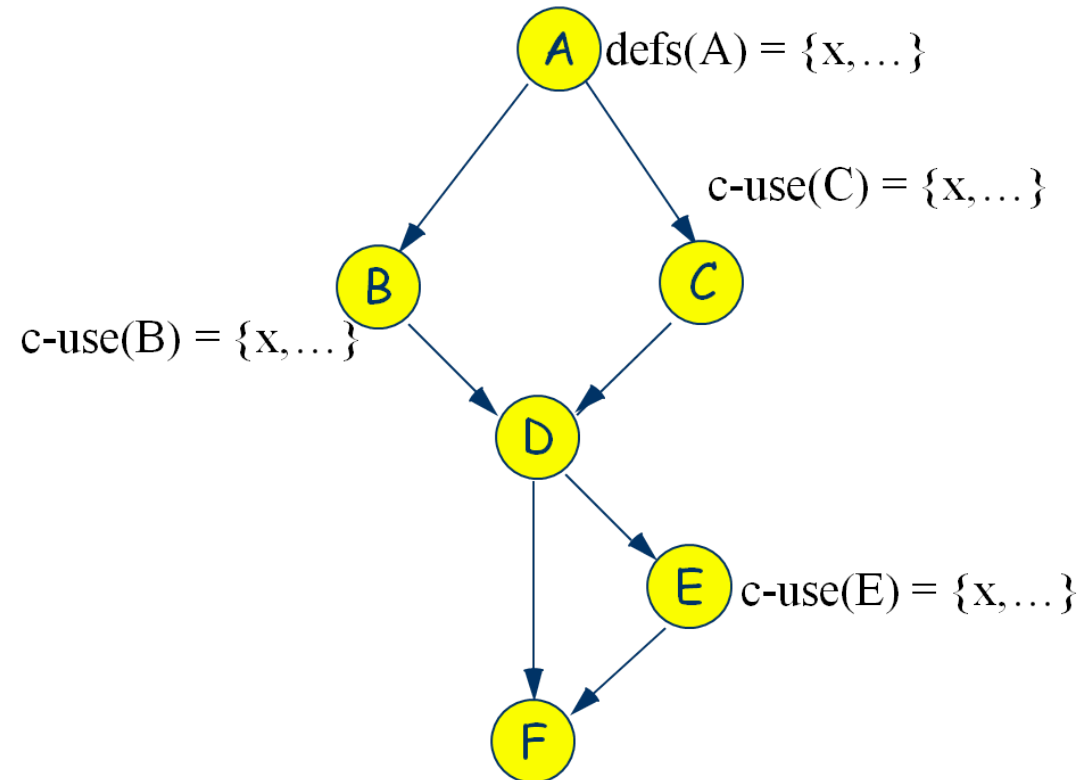 A defs(A) = {x,…}
c-use(C) = {x,…}
B
C
c-use(B) = {x,…}
D
E c-use(E) = {x,…}
F